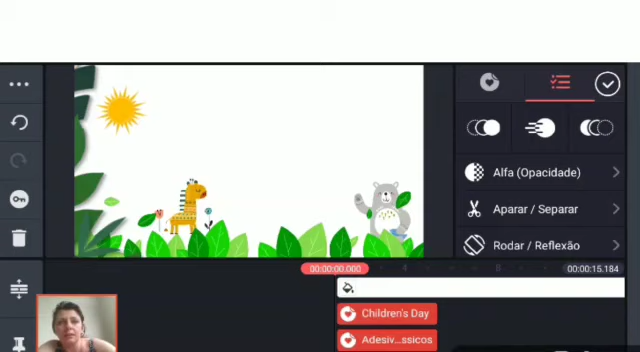 Alfa (Opacidade)
Aparar / Separar
Rodar / Reflexão
00:00:00.000
00:00:15.184
Children's Day
Adesiv...ssicos